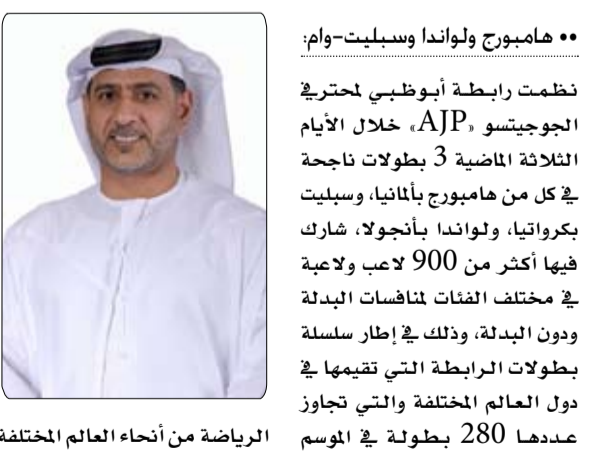 •• هامبورج ولواندا وسبليت-وام:
نظمت رابطة أبوظبي لمحترفي
الجوجيتسو «AJP» خلال الأيام
الثلاثة الماضية 3 بطولات ناجحة
في كل من هامبورج بألمانيا، وسبليت
بكرواتيا، ولواندا بأنجولا، شارك
فيها أكثر من 900 لاعب ولاعبة
في مختلف الفئات لمنافسات البدلة
ودون البدلة، وذلك في إطار سلسلة
بطولات الرابطة التي تقيمها في
دول العالم المختلفة والتي تجاوز
عددها 280 بطولة في الموسم
الرياضة من أنحاء العالم المختلفة